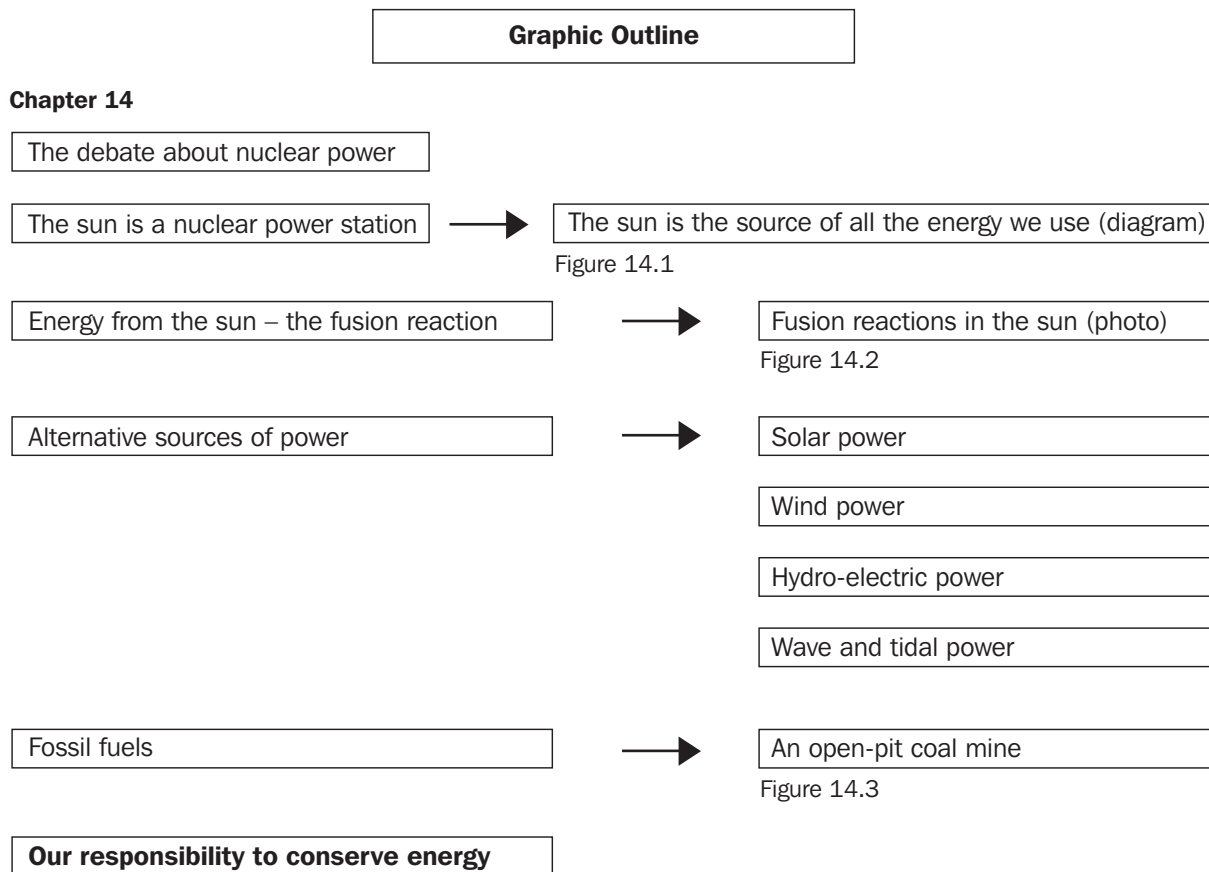 Graphic Outline
Chapter 14
The debate about nuclear power
The sun is a nuclear power station
The sun is the source of all the energy we use (diagram)
Figure 14.1
Energy from the sun – the fusion reaction
Fusion reactions in the sun (photo)
Figure 14.2
Alternative sources of power
Solar power
Wind power
Hydro-electric power
Wave and tidal power
Fossil fuels
An open-pit coal mine
Figure 14.3
Our responsibility to conserve energy